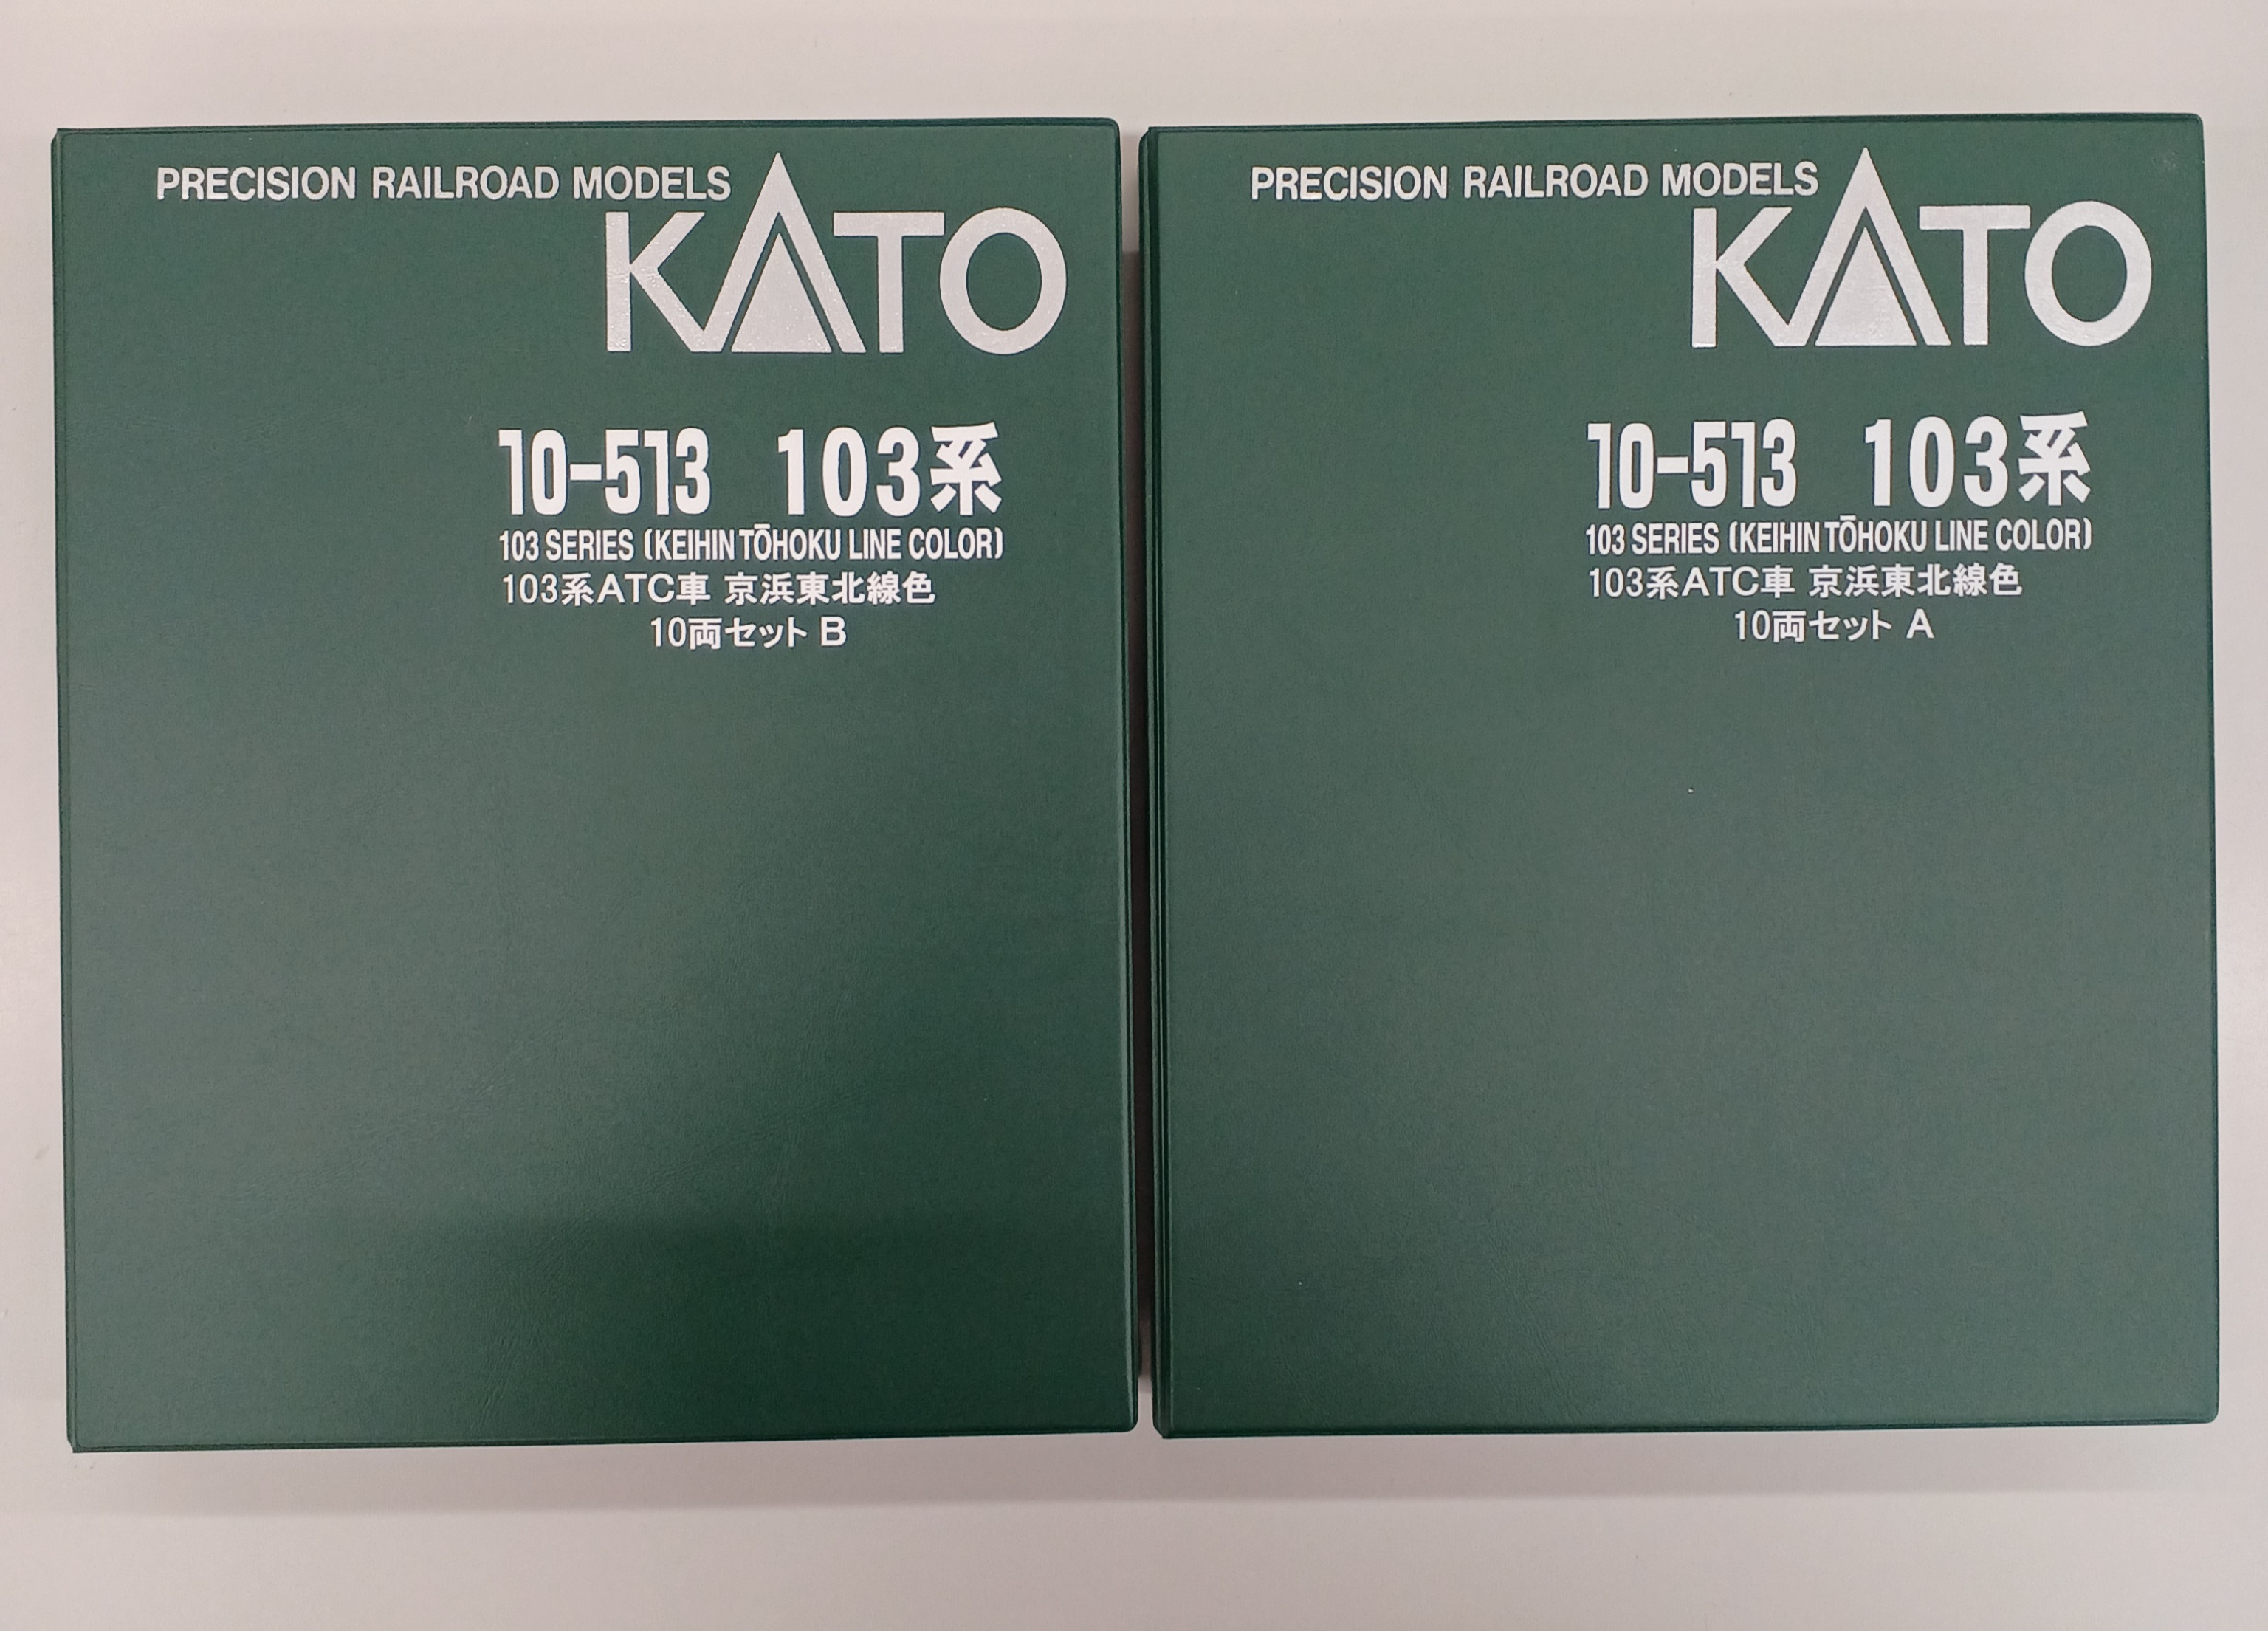 PRECISION RAILROAD MODELS
KATO
10-513 103系
103 SERIES (KEIHIN TŌHOKU LINE COLOR)
103系ATC車 京浜東北線色
10両セット B
PRECISION RAILROAD MODELS
KATO
10-513 103系
103 SERIES (KEIHIN TŌHOKU LINE COLOR)
103系ATC車 京浜東北線色
10両セット A